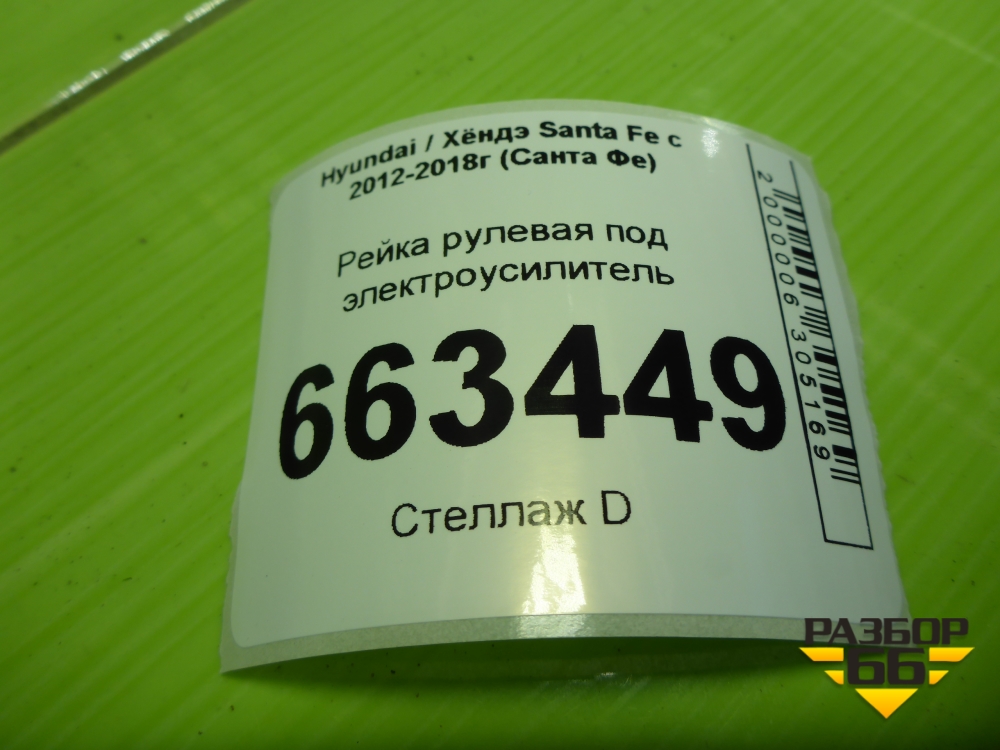 Hyundai / Хёндэ Santa Fe с
2012-2018г (Санта Фе)
Рейка рулевая под
электроусилитель
663449
Стеллаж D
2000006305169
РАЗБОР
66